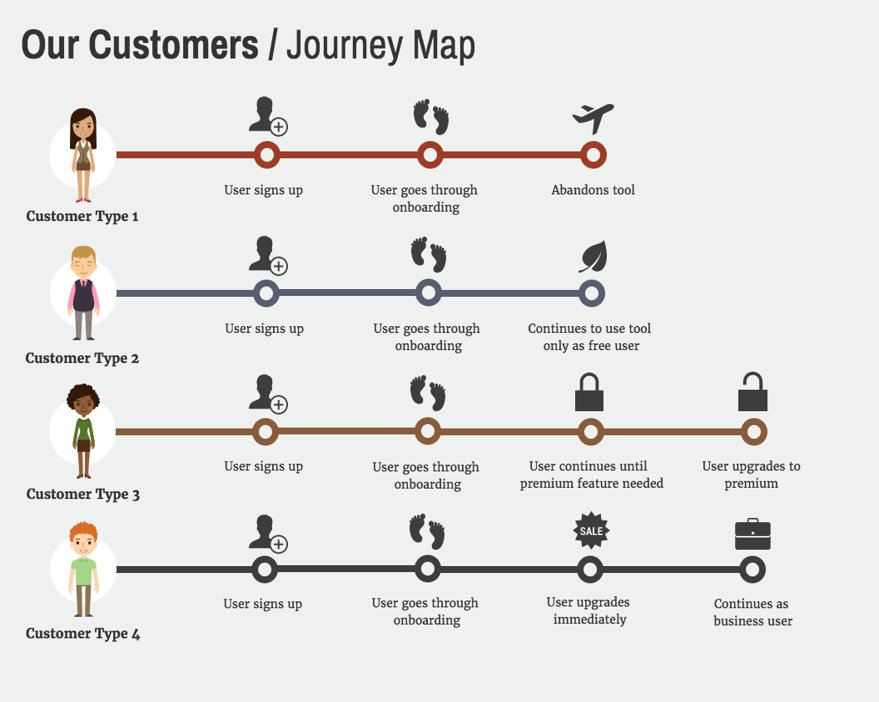 Our Customers / Journey Map
User signs up
User goes through
onboarding
Abandons tool
Customer Type 1
User signs up
User goes through
onboarding
Continues to use tool
only as free user
Customer Type 2
User signs up
User goes through
onboarding
User continues until
premium feature needed
User upgrades to
premium
Customer Type 3
SALE
User signs up
User goes through
onboarding
User upgrades
immediately
Continues as
business user
Customer Type 4